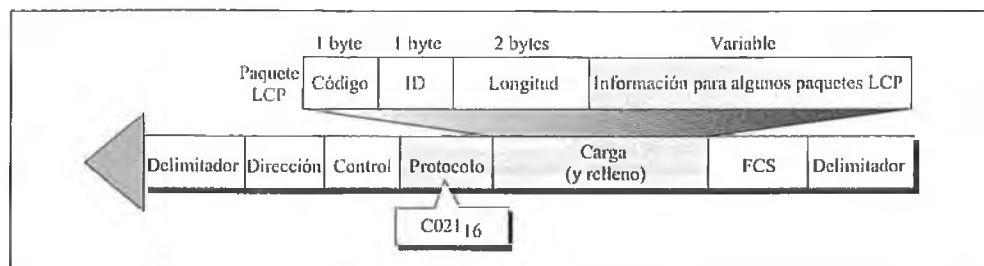 1 byte 1 byte 2 bytes Variable
Paquete LCP Código ID Longitud Información para algunos paquetes LCP
Delimitador Dirección Control Protocolo Carga (y relleno) FCS Delimitador
C021 16